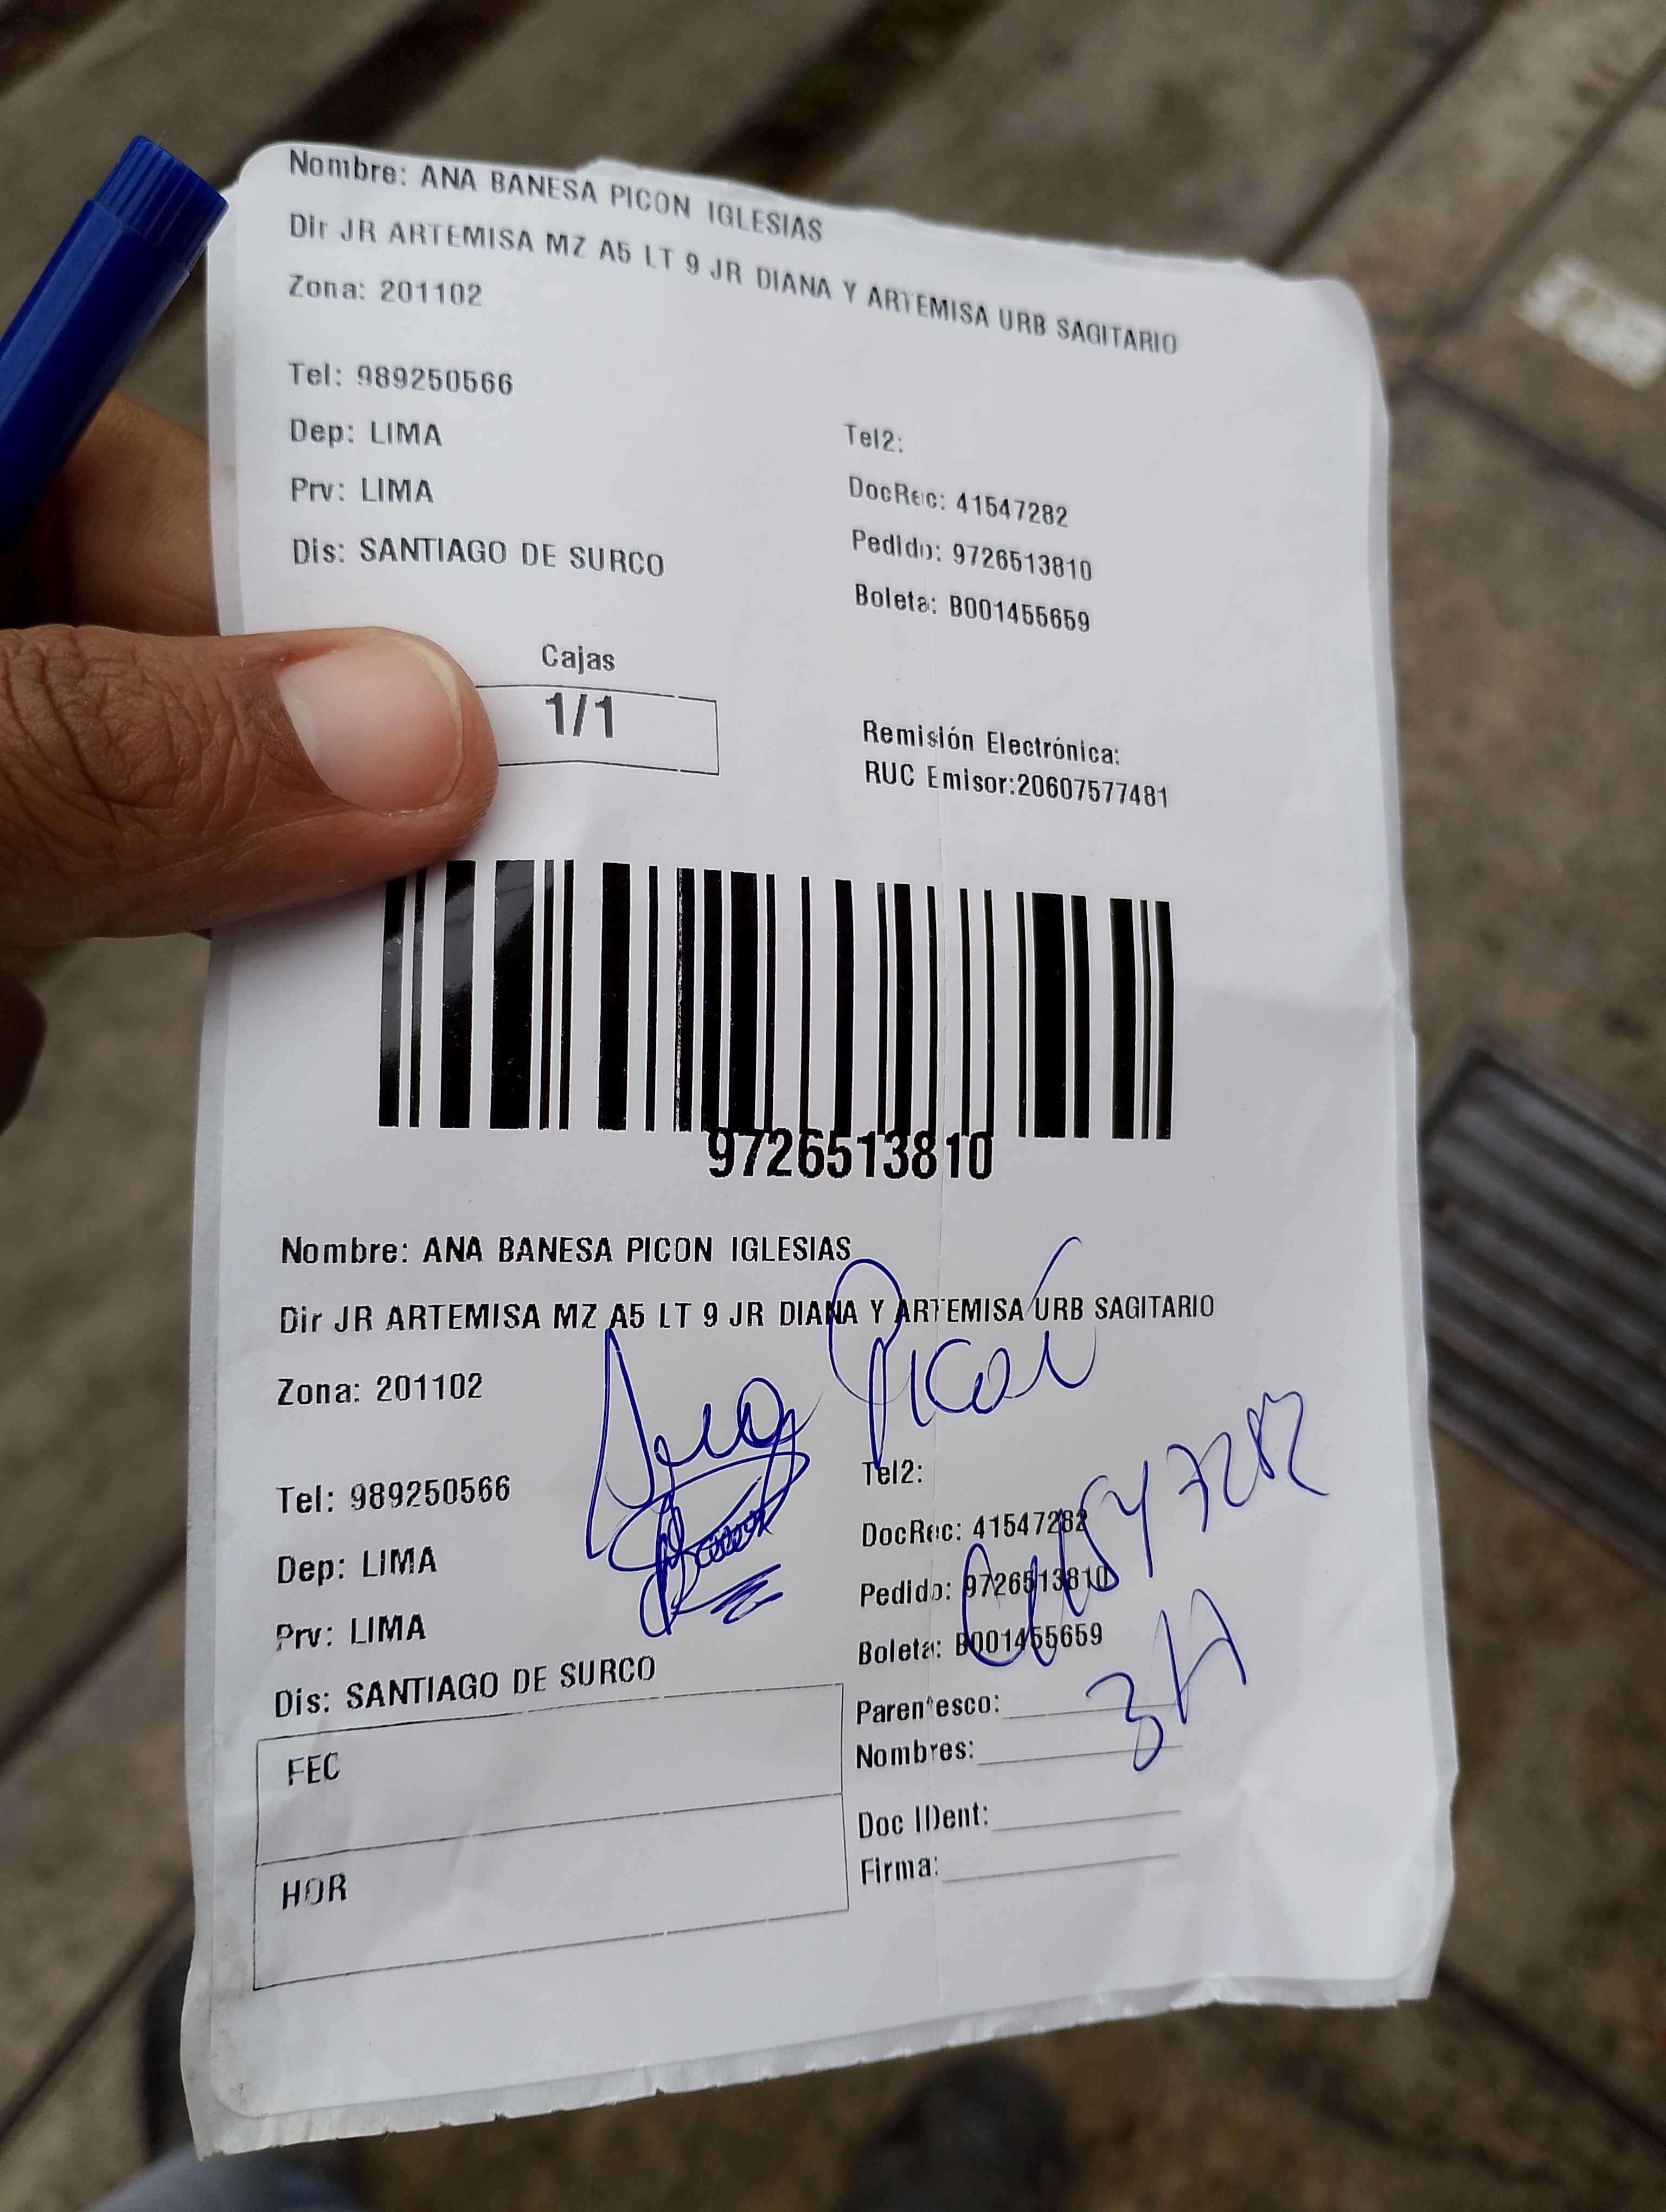 Nombre: ANA BANESA PICON IGLESIAS
Dir JR ARTEMISA MZ A5 LT 9 JR DIANA Y ARTEMISA URB SAGITARIO
Zona: 201102
Tel: 989250566
Tel2:
Dep: LIMA
DocRec: 41547282
Prv: LIMA
Pedido: 9726513810
Dis: SANTIAGO DE SURCO
Boleta: B001455659
Cajas
1/1
Remisión Electrónica:
RUC Emisor:20607577481
9726513810
Nombre: ANA BANESA PICON IGLESIAS
Dir JR ARTEMISA MZ A5 LT 9 JR DIANA Y ARTEMISA URB SAGITARIO
Ana Picon
Zona: 201102
Tel: 989250566
Tel2:
41547282
Dep: LIMA
DocRec: 41547282
Prv: LIMA
Pedido: 9726513810
Dis: SANTIAGO DE SURCO
Boleta: B001455659
Parentesco:
Nombres:
FEC
Doc IDent:
HOR
Firma: